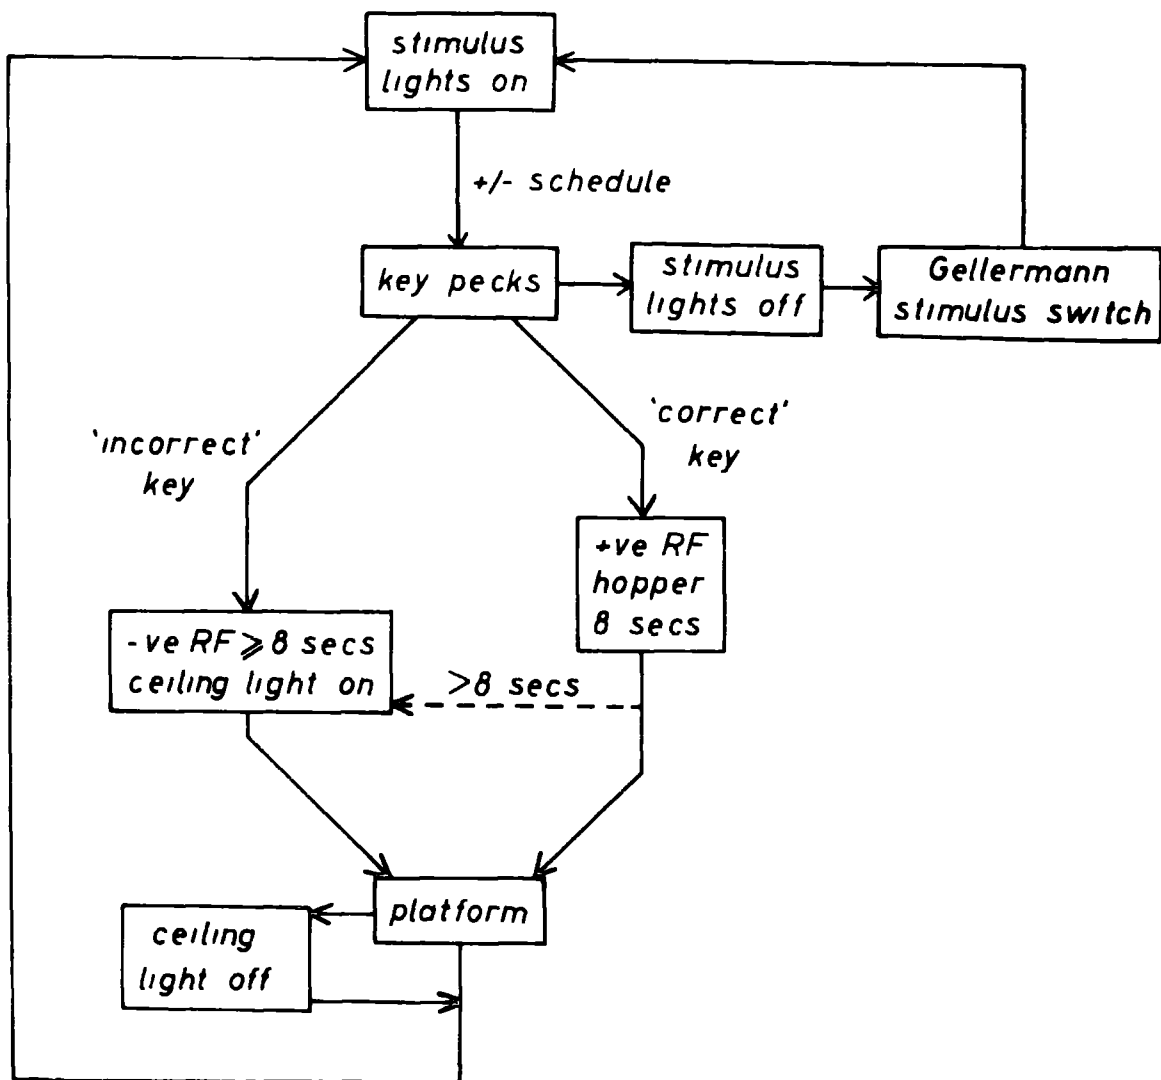 stimulus
lights on
+/- schedule
key pecks
stimulus
lights off
Gellermann
stimulus switch
'incorrect'
key
'correct'
key
+ve RF
hopper
8 secs
-ve RF ⩾ 8 secs
ceiling light on
>8 secs
platform
ceiling
light off